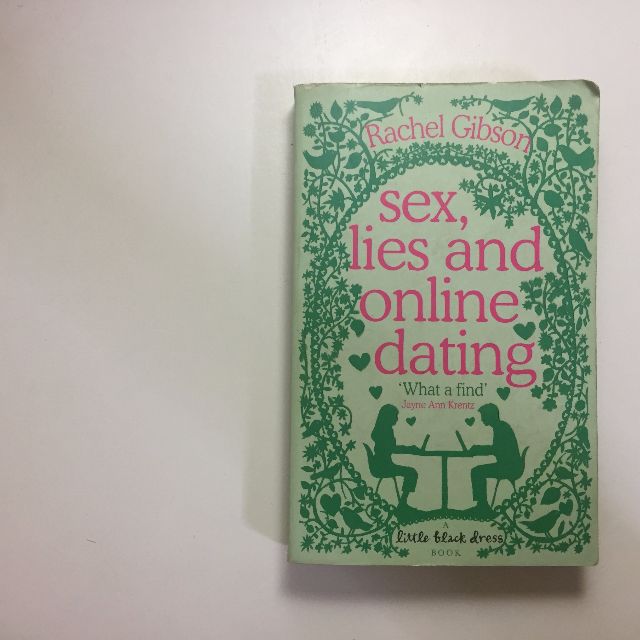 Rachel Gibson
sex,
lies and
online
dating
‘What a find’
Jayne Ann Krentz
A
little black dress
BOOK